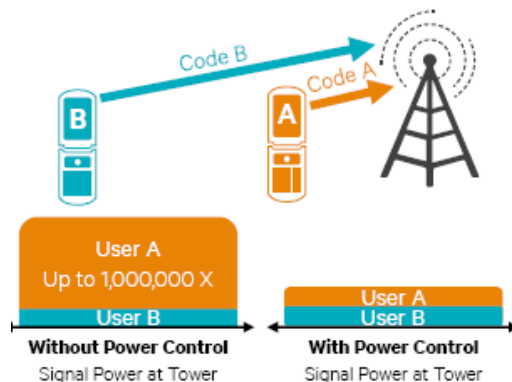 Code B
Code A
B
A
User A
Up to 1,000,000 X
User B
User A
User B
Without Power Control
Signal Power at Tower
With Power Control
Signal Power at Tower